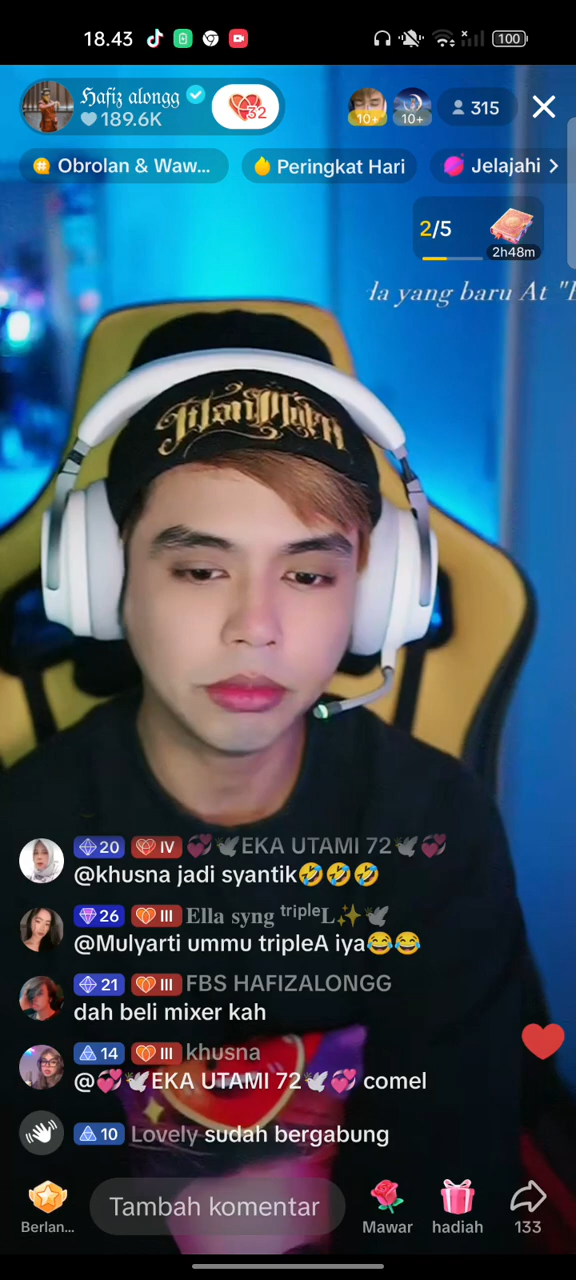 18.43
100
Hafiz alongg
189.6K
32
10+
10+
315
Obrolan & Waw...
Peringkat Hari
Jelajahi
2/5
2h48m
la yang baru At "
20 IV 💞🕊️EKA UTAMI 72🕊️💞
@khusna jadi syantik🤣🤣🤣
26 III Ella syng ᵗʳⁱᵖˡᵉL✨🕊️
@Mulyarti ummu tripleA iya😂😂
21 III FBS HAFIZALONGG
dah beli mixer kah
14 III khusna
@💞🕊️EKA UTAMI 72🕊️💞 comel
10 Lovely sudah bergabung
Berlan...
Tambah komentar
Mawar
hadiah
133